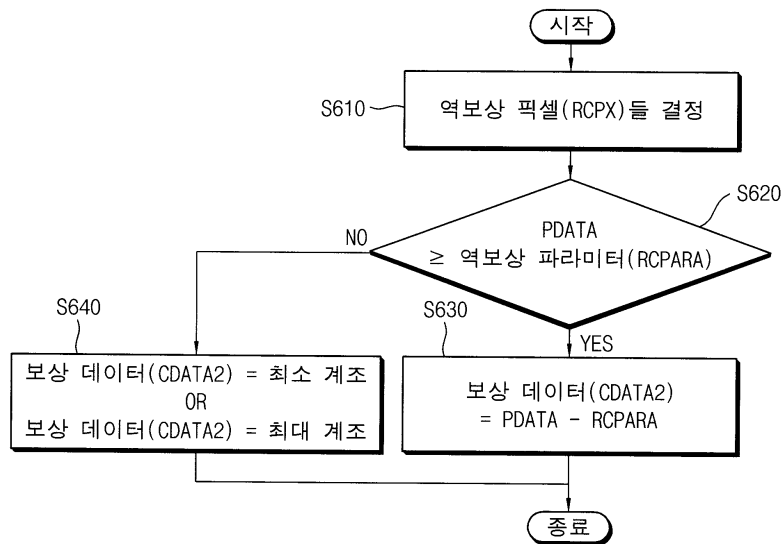 시작
S610
역보상 픽셀(RCPX)들 결정
S620
PDATA
≥ 역보상 파라미터(RCPARA)
NO
YES
S640
보상 데이터(CDATA2) = 최소 계조
OR
보상 데이터(CDATA2) = 최대 계조
S630
보상 데이터(CDATA2)
= PDATA - RCPARA
종료